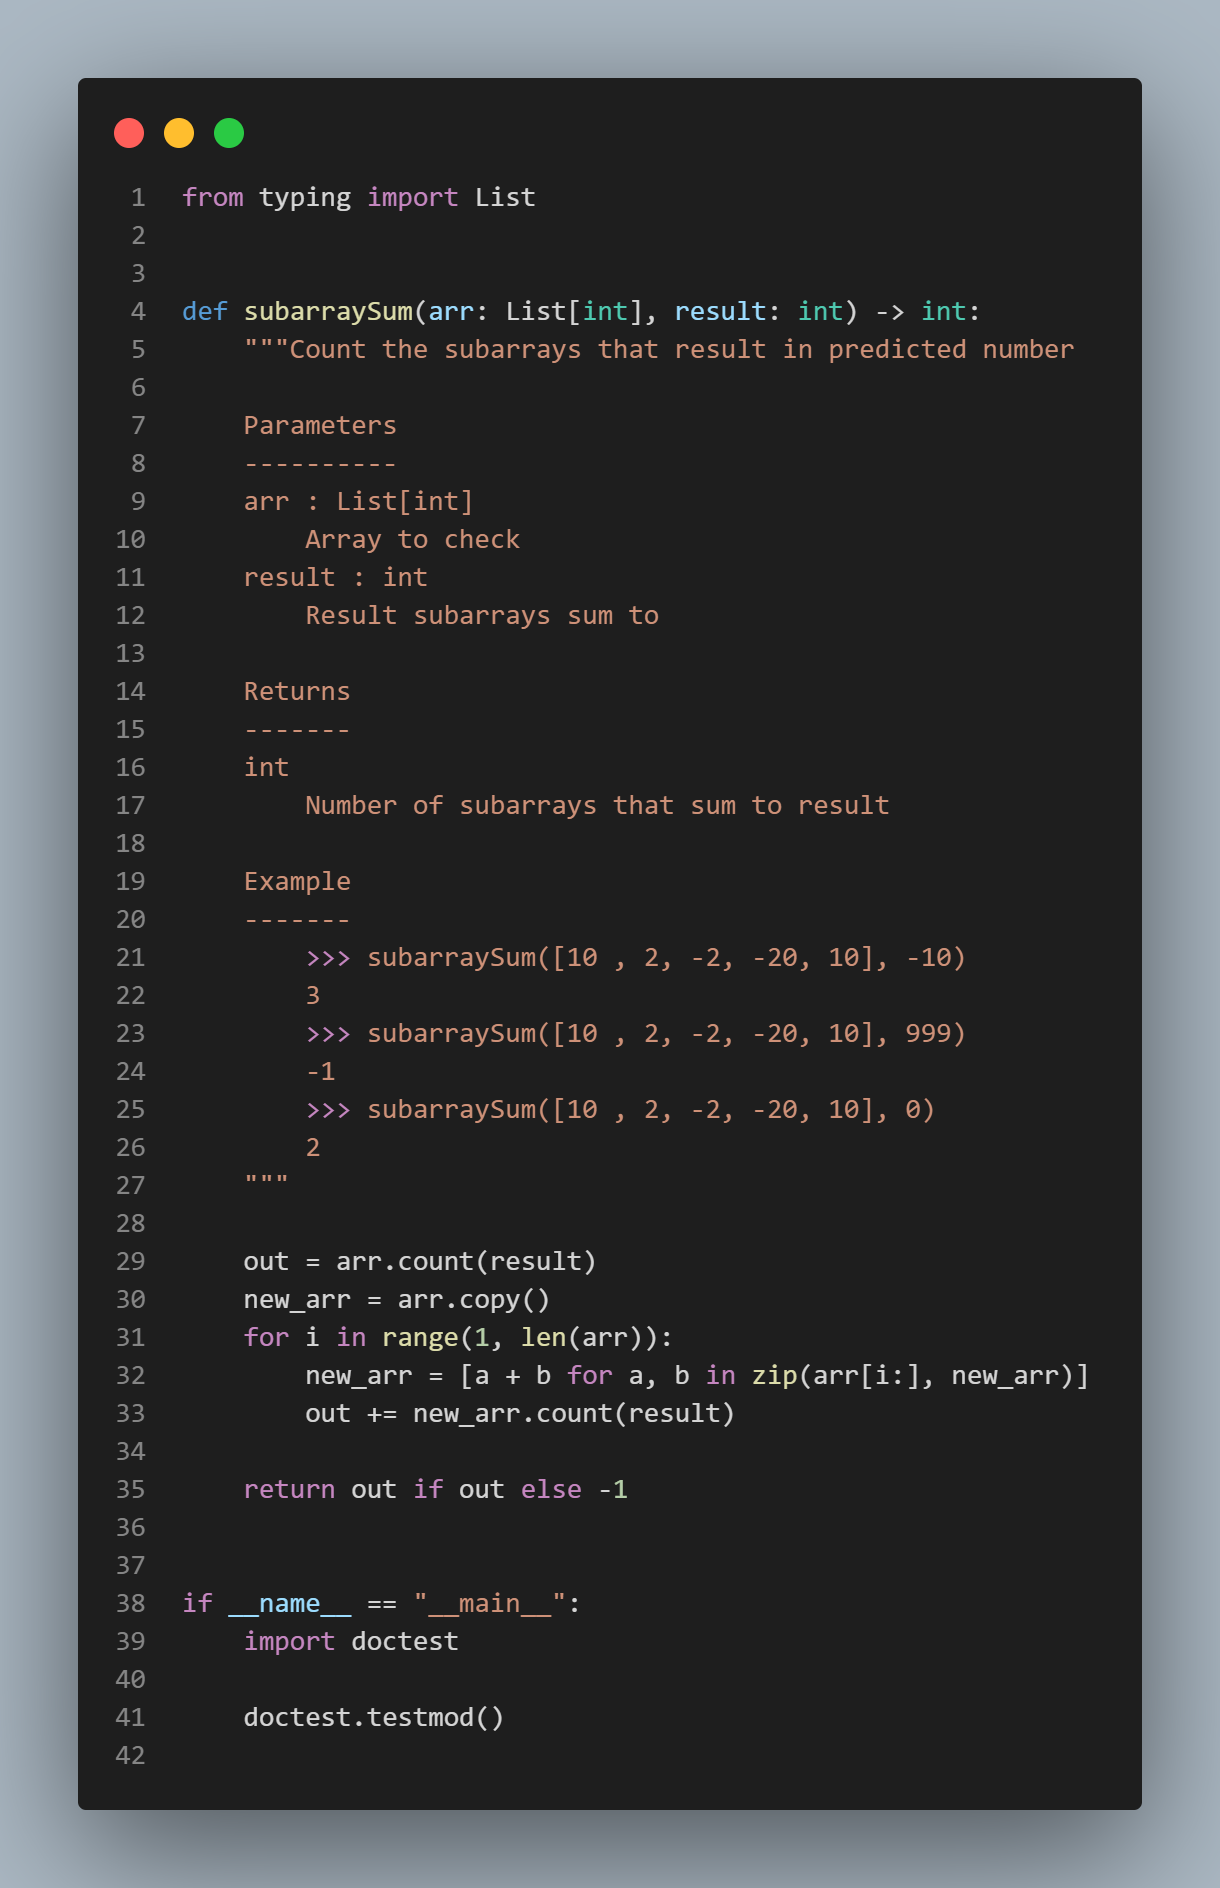 1 from typing import List
2
3
4 def subarraySum(arr: List[int], result: int) -> int:
5     """Count the subarrays that result in predicted number
6
7     Parameters
8     ----------
9     arr : List[int]
10         Array to check
11     result : int
12         Result subarrays sum to
13
14     Returns
15     -------
16     int
17         Number of subarrays that sum to result
18
19     Example
20     -------
21         >>> subarraySum([10 , 2, -2, -20, 10], -10)
22         3
23         >>> subarraySum([10 , 2, -2, -20, 10], 999)
24         -1
25         >>> subarraySum([10 , 2, -2, -20, 10], 0)
26         2
27     """
28
29     out = arr.count(result)
30     new_arr = arr.copy()
31     for i in range(1, len(arr)):
32         new_arr = [a + b for a, b in zip(arr[i:], new_arr)]
33         out += new_arr.count(result)
34
35     return out if out else -1
36
37
38 if __name__ == "__main__":
39     import doctest
40
41     doctest.testmod()
42